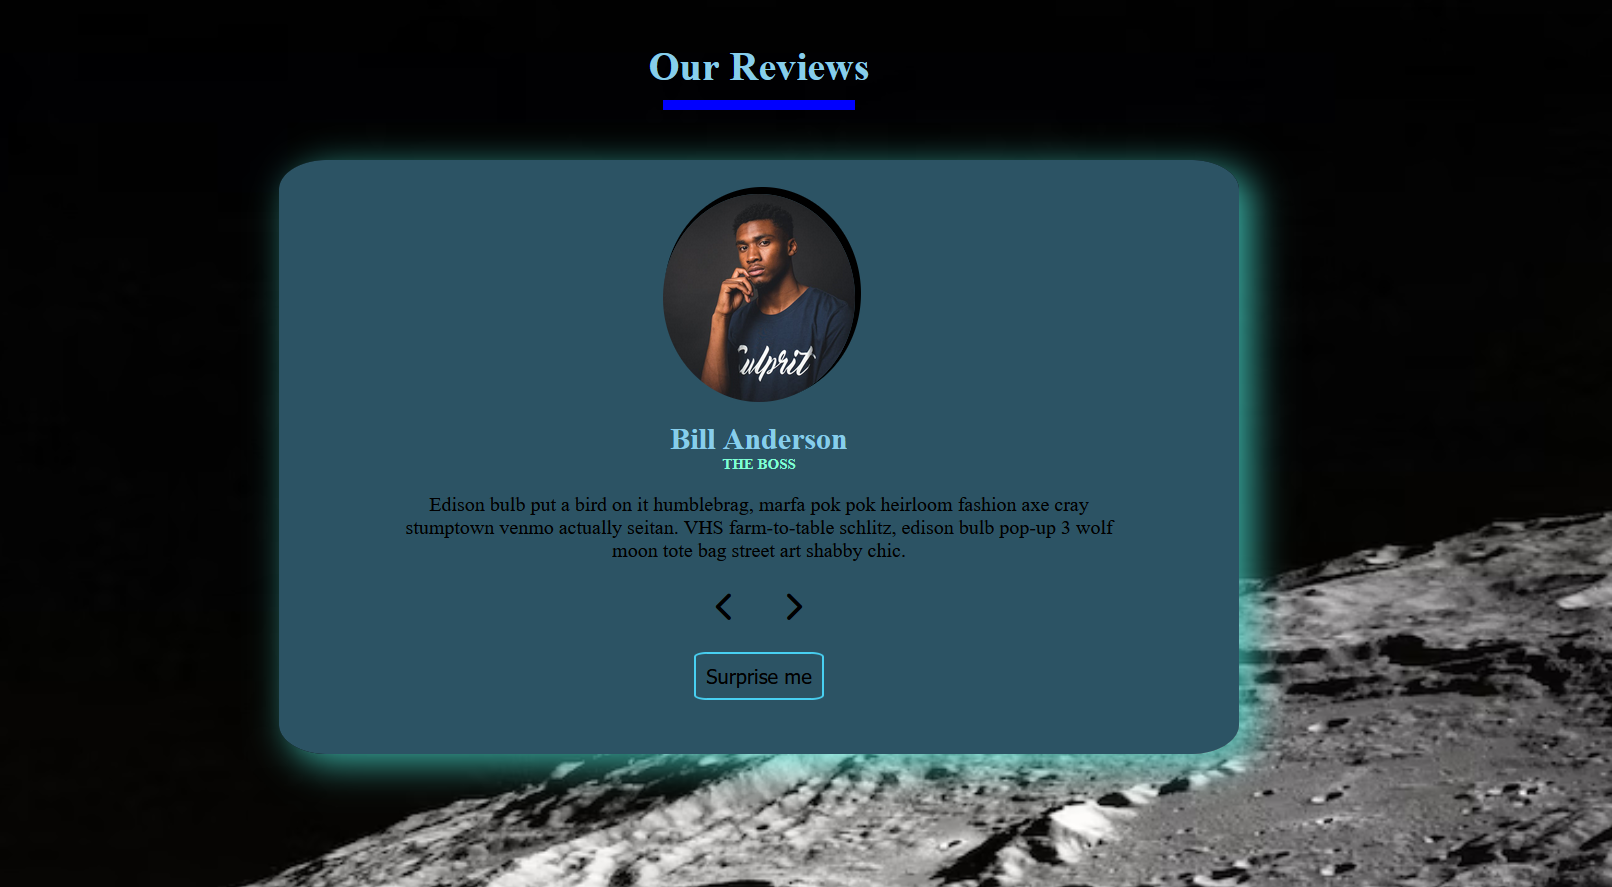 Our Reviews
Culprit
Bill Anderson
THE BOSS
Edison bulb put a bird on it humblebrag, marfa pok pok heirloom fashion axe cray
stumptown venmo actually seitan. VHS farm-to-table schlitz, edison bulb pop-up 3 wolf
moon tote bag street art shabby chic.
Surprise me